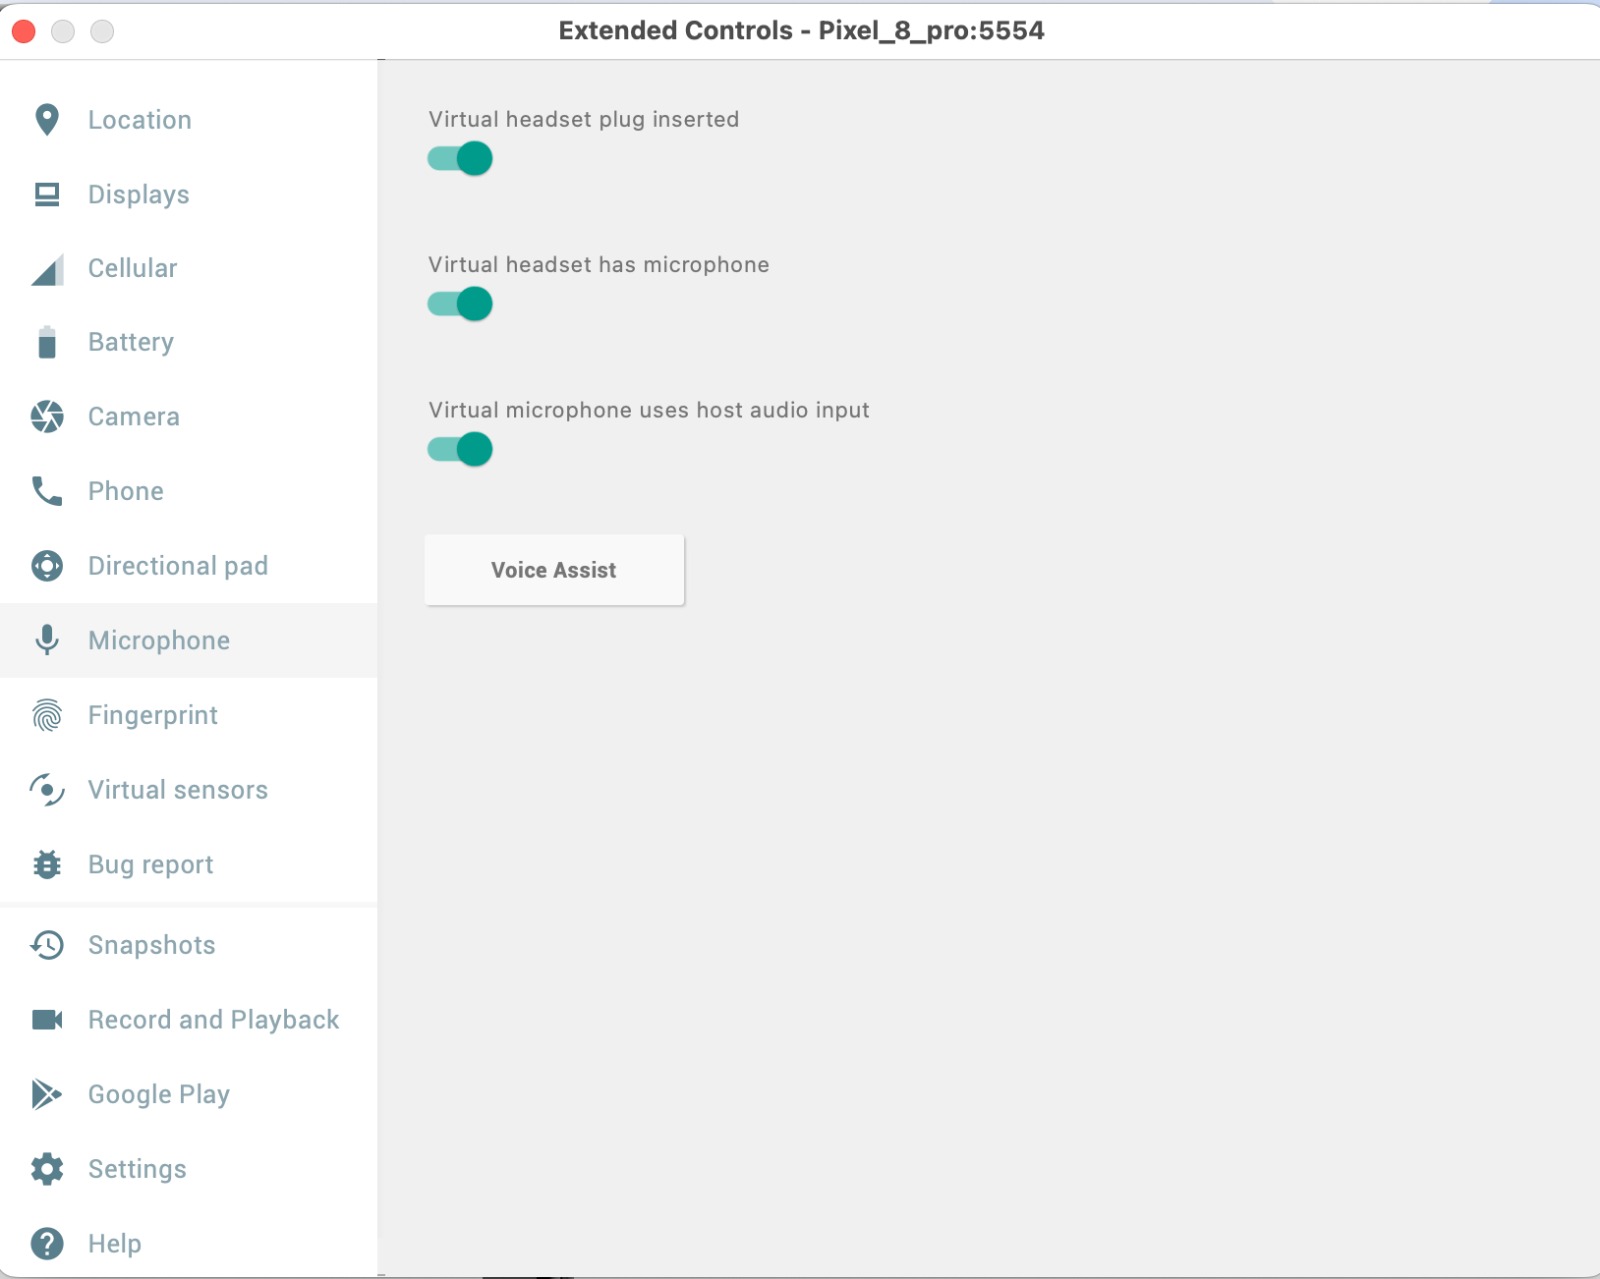 Extended Controls - Pixel_8_pro:5554
Location
Displays
Cellular
Battery
Camera
Phone
Directional pad
Microphone
Fingerprint
Virtual sensors
Bug report
Snapshots
Record and Playback
Google Play
Settings
Help
Virtual headset plug inserted
Virtual headset has microphone
Virtual microphone uses host audio input
Voice Assist